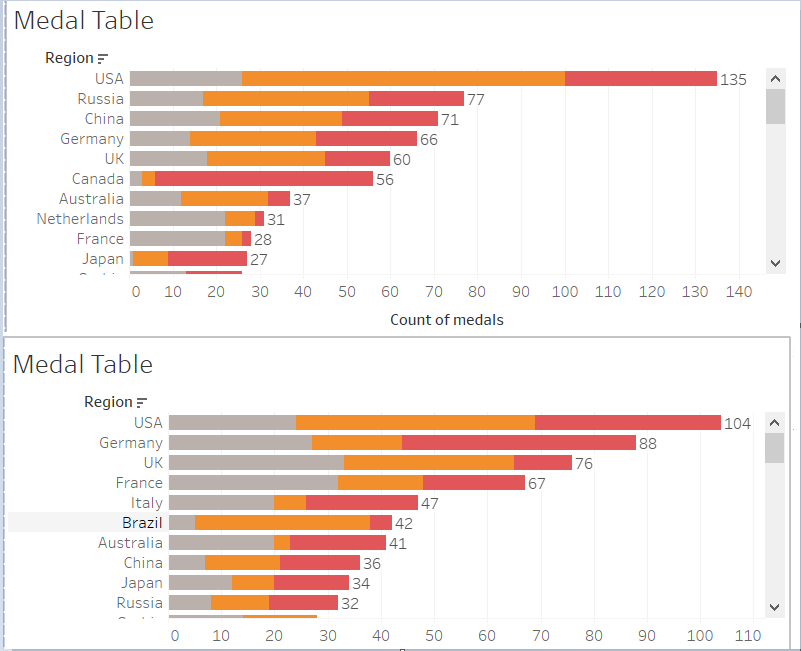 Medal Table
Region
USA 135
Russia 77
China 71
Germany 66
UK 60
Canada 56
Australia 37
Netherlands 31
France 28
Japan 27
0 10 20 30 40 50 60 70 80 90 100 110 120 130 140
Count of medals
Medal Table
Region
USA 104
Germany 88
UK 76
France 67
Italy 47
Brazil 42
Australia 41
China 36
Japan 34
Russia 32
0 10 20 30 40 50 60 70 80 90 100 110